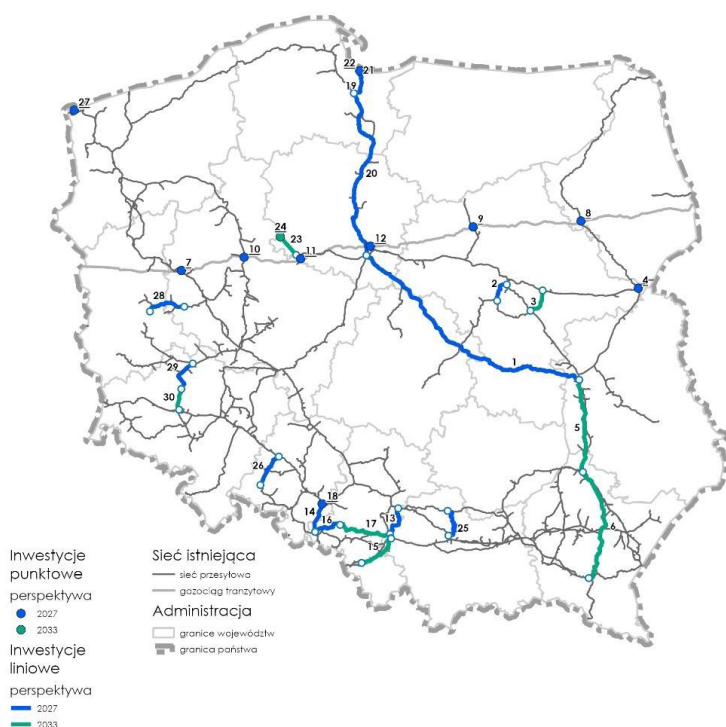 22
21
19
27
20
9
8
24
23
12
10
11
7
4
2
3
28
1
29
30
5
26
18
14
16
17
13
25
6
15
Inwestycje
punktowe
perspektywa
2027
2033
Inwestycje
liniowe
perspektywa
2027
2033
Sieć istniejąca
sieć przesyłowa
gazociąg tranzytowy
Administracja
granice województw
granica państwa